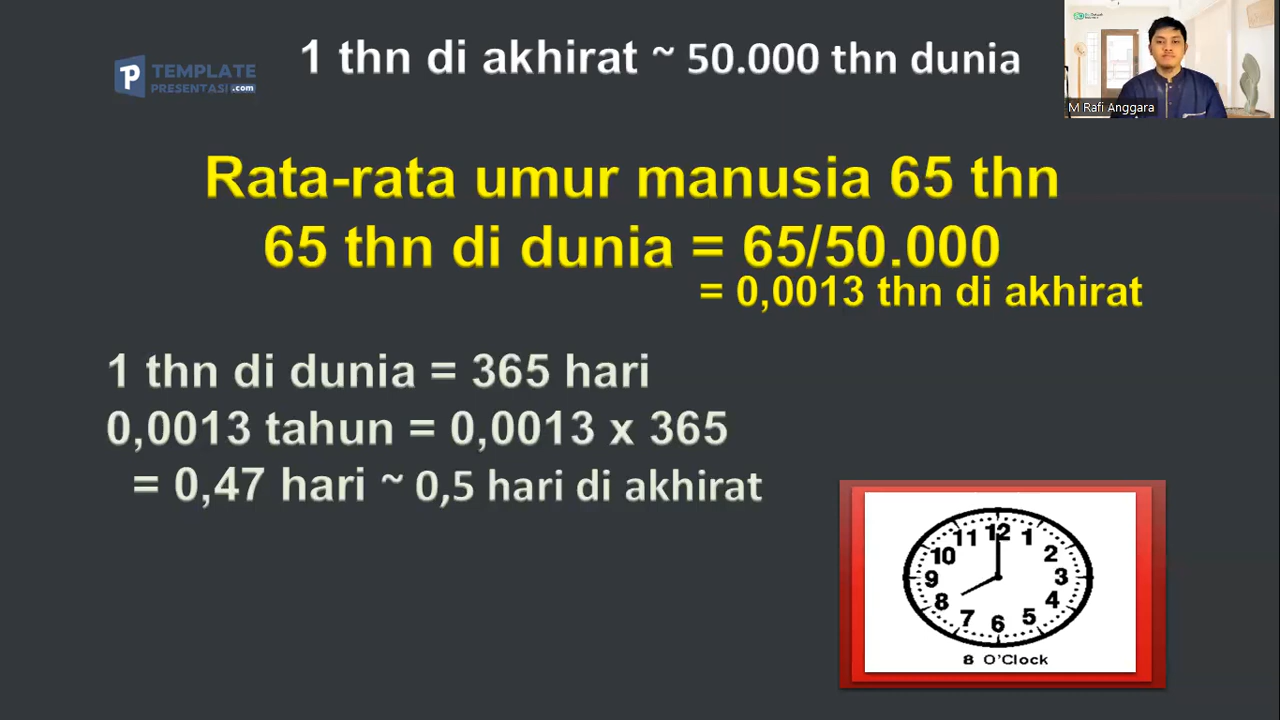 1 thn di akhirat ~ 50.000 thn dunia
TEMPLATE
PRESENTASI.com
M Rafi Anggara
Rata-rata umur manusia 65 thn
65 thn di dunia = 65/50.000
= 0,0013 thn di akhirat
1 thn di dunia = 365 hari
0,0013 tahun = 0,0013 x 365
= 0,47 hari ~ 0,5 hari di akhirat
12
11 1
10 2
9 3
8 4
7 5
6
8 O'Clock